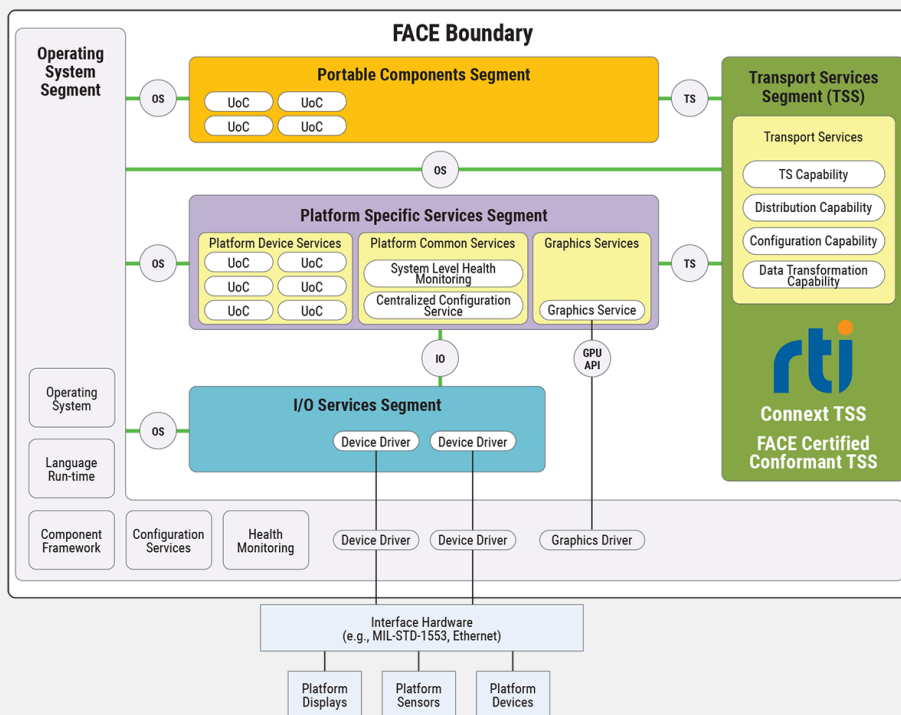 FACE Boundary
Operating
System
Segment
OS
Portable Components Segment
UoC
UoC
UoC
UoC
TS
Transport Services
Segment (TSS)
Transport Services
TS Capability
Distribution Capability
Configuration Capability
Data Transformation
Capability
OS
OS
Platform Specific Services Segment
Platform Device Services
UoC
UoC
UoC
UoC
UoC
UoC
Platform Common Services
System Level Health
Monitoring
Centralized Configuration
Service
Graphics Services
Graphics Service
TS
IO
GPU
API
rti
Connext TSS
FACE Certified
Conformant TSS
OS
I/O Services Segment
Device Driver
Device Driver
Operating
System
Language
Run-time
Component
Framework
Configuration
Services
Health
Monitoring
Device Driver
Device Driver
Graphics Driver
Interface Hardware
(e.g., MIL-STD-1553, Ethernet)
Platform
Displays
Platform
Sensors
Platform
Devices